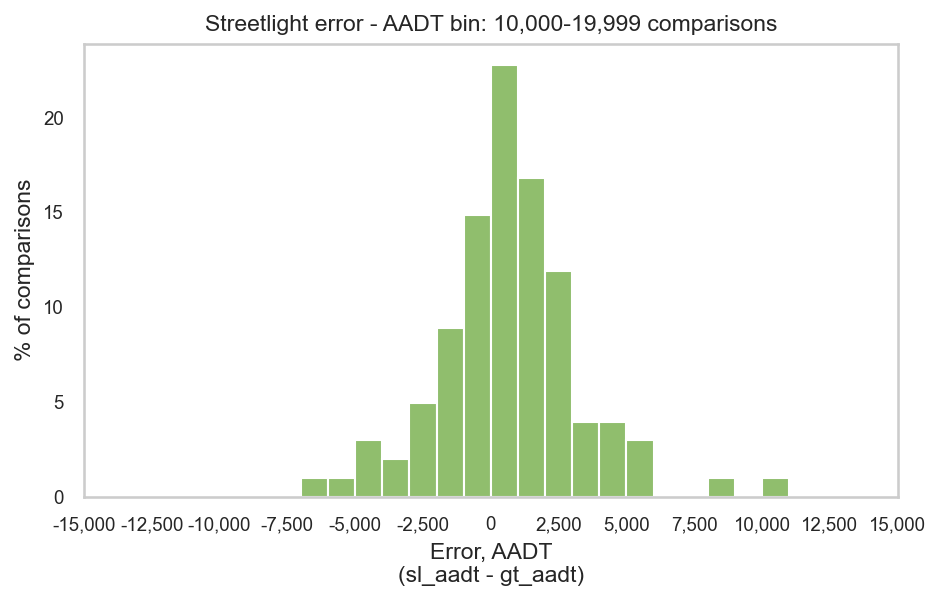 Streetlight error - AADT bin: 10,000-19,999 comparisons
% of comparisons
20
15
10
5
0
-15,000 -12,500 -10,000 -7,500 -5,000 -2,500 0 2,500 5,000 7,500 10,000 12,500 15,000
Error, AADT
(sl_aadt - gt_aadt)